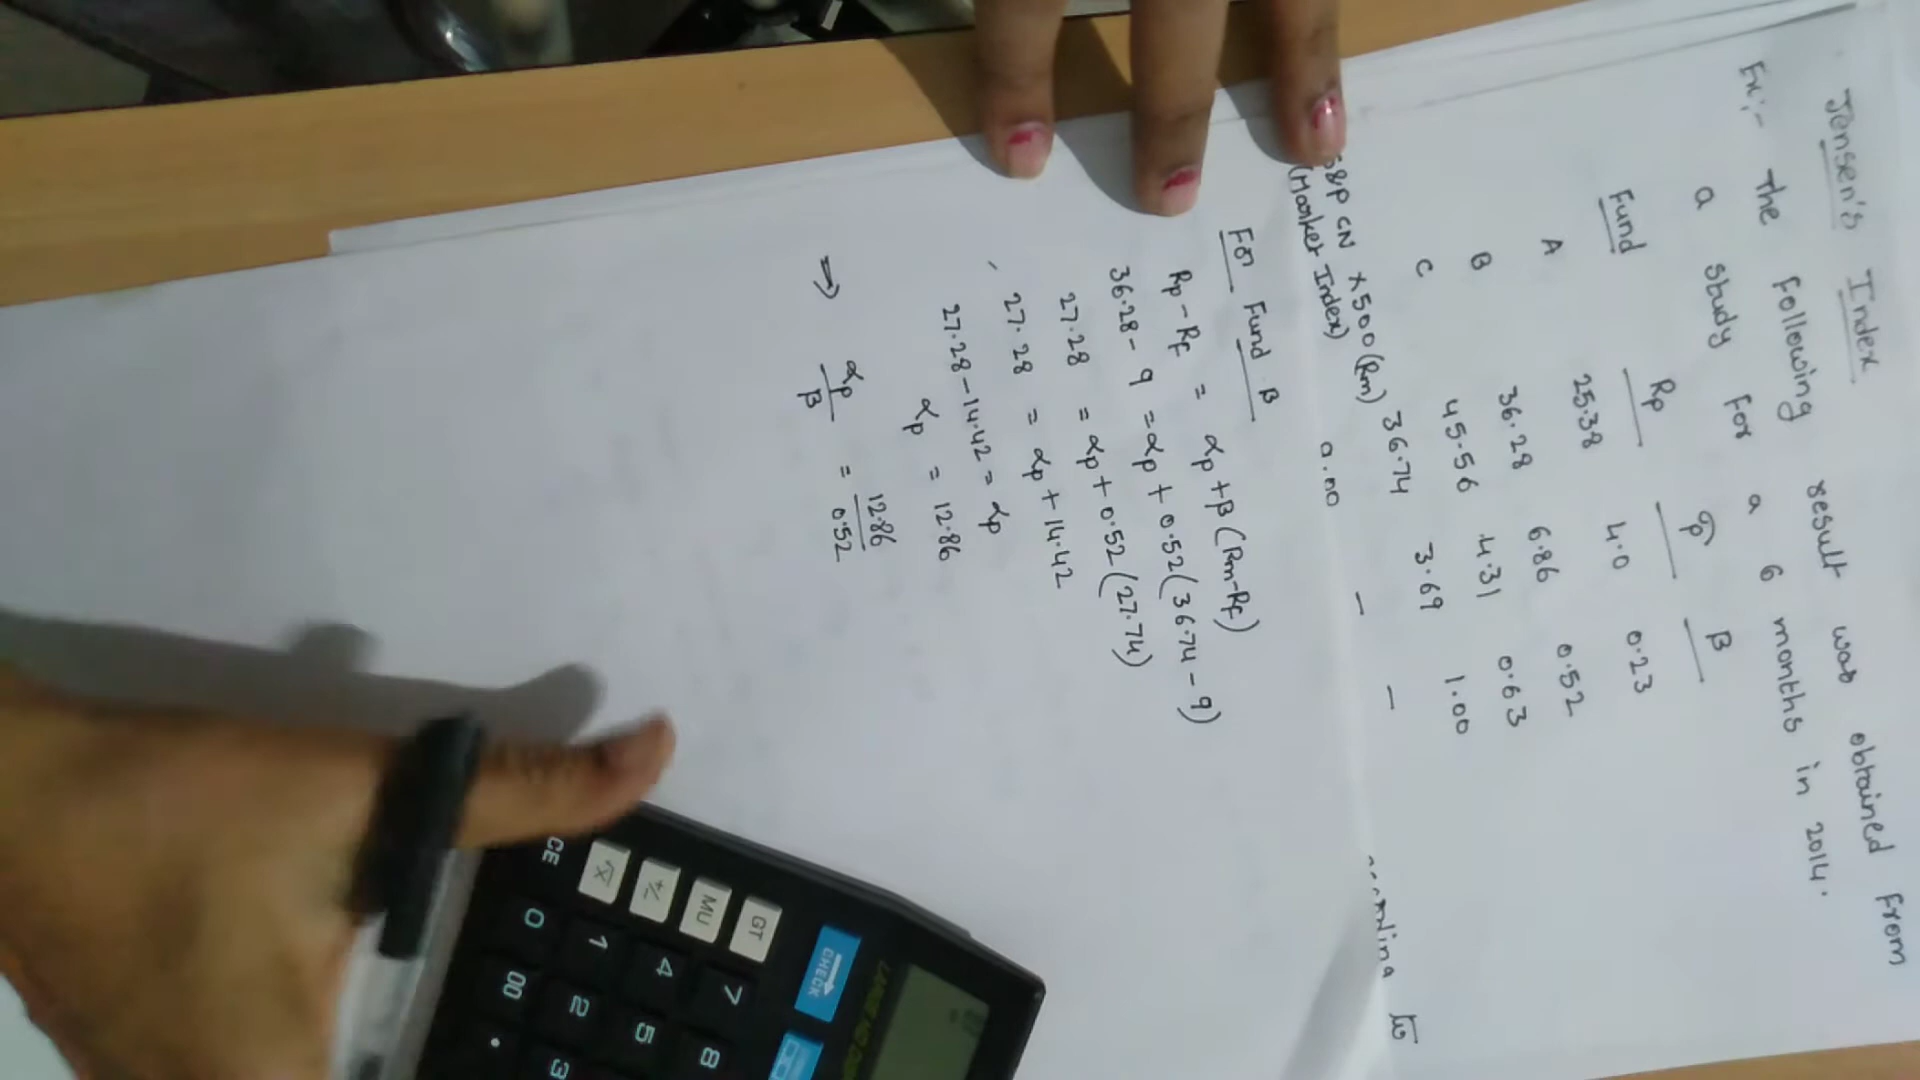 Jensen's Index
Ex:- The Following result was obtained From
a study For a 6 months in 2014.
Fund Rp σp β
A 25.38 4.0 0.23
B 36.28 6.86 0.52
C 45.56 4.31 0.63
S&P CN X500 (Rm) 36.74 3.69 1.00
(Market Index)
For Fund B
Rp - Rf = αp + β (Rm-Rf)
36.28 - 9 = αp + 0.52 (36.74 - 9)
27.28 = αp + 0.52 (27.74)
27.28 = αp + 14.42
27.28 - 14.42 = αp
αp = 12.86
⇒ αp/β = 12.86/0.52
CHECK
GT
MU
+/-
√x
CE
7 8
4 5
1 2 3
0 00 .